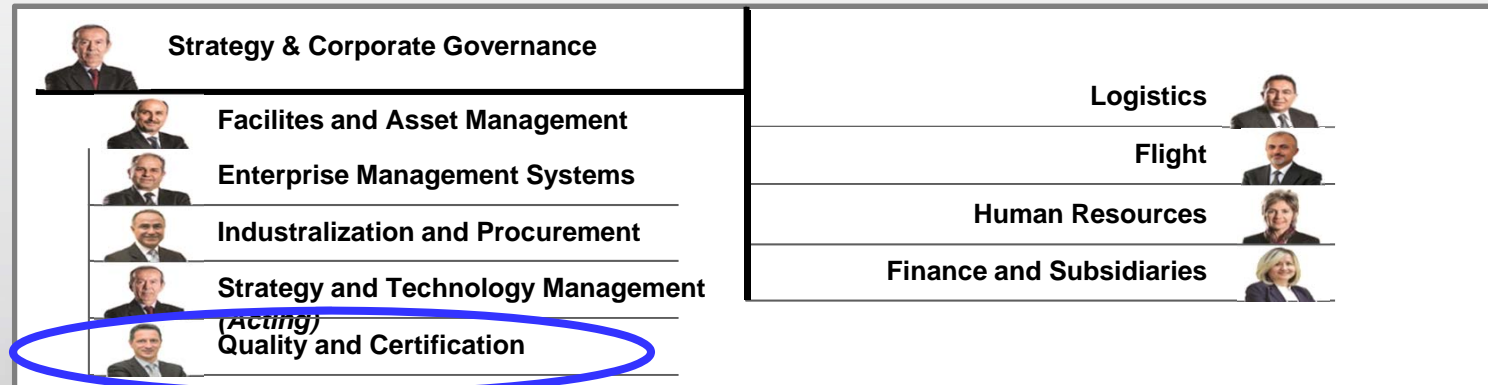 Strategy & Corporate Governance
Facilites and Asset Management
Enterprise Management Systems
Industralization and Procurement
Strategy and Technology Management
(Acting)
Quality and Certification
Logistics
Flight
Human Resources
Finance and Subsidiaries